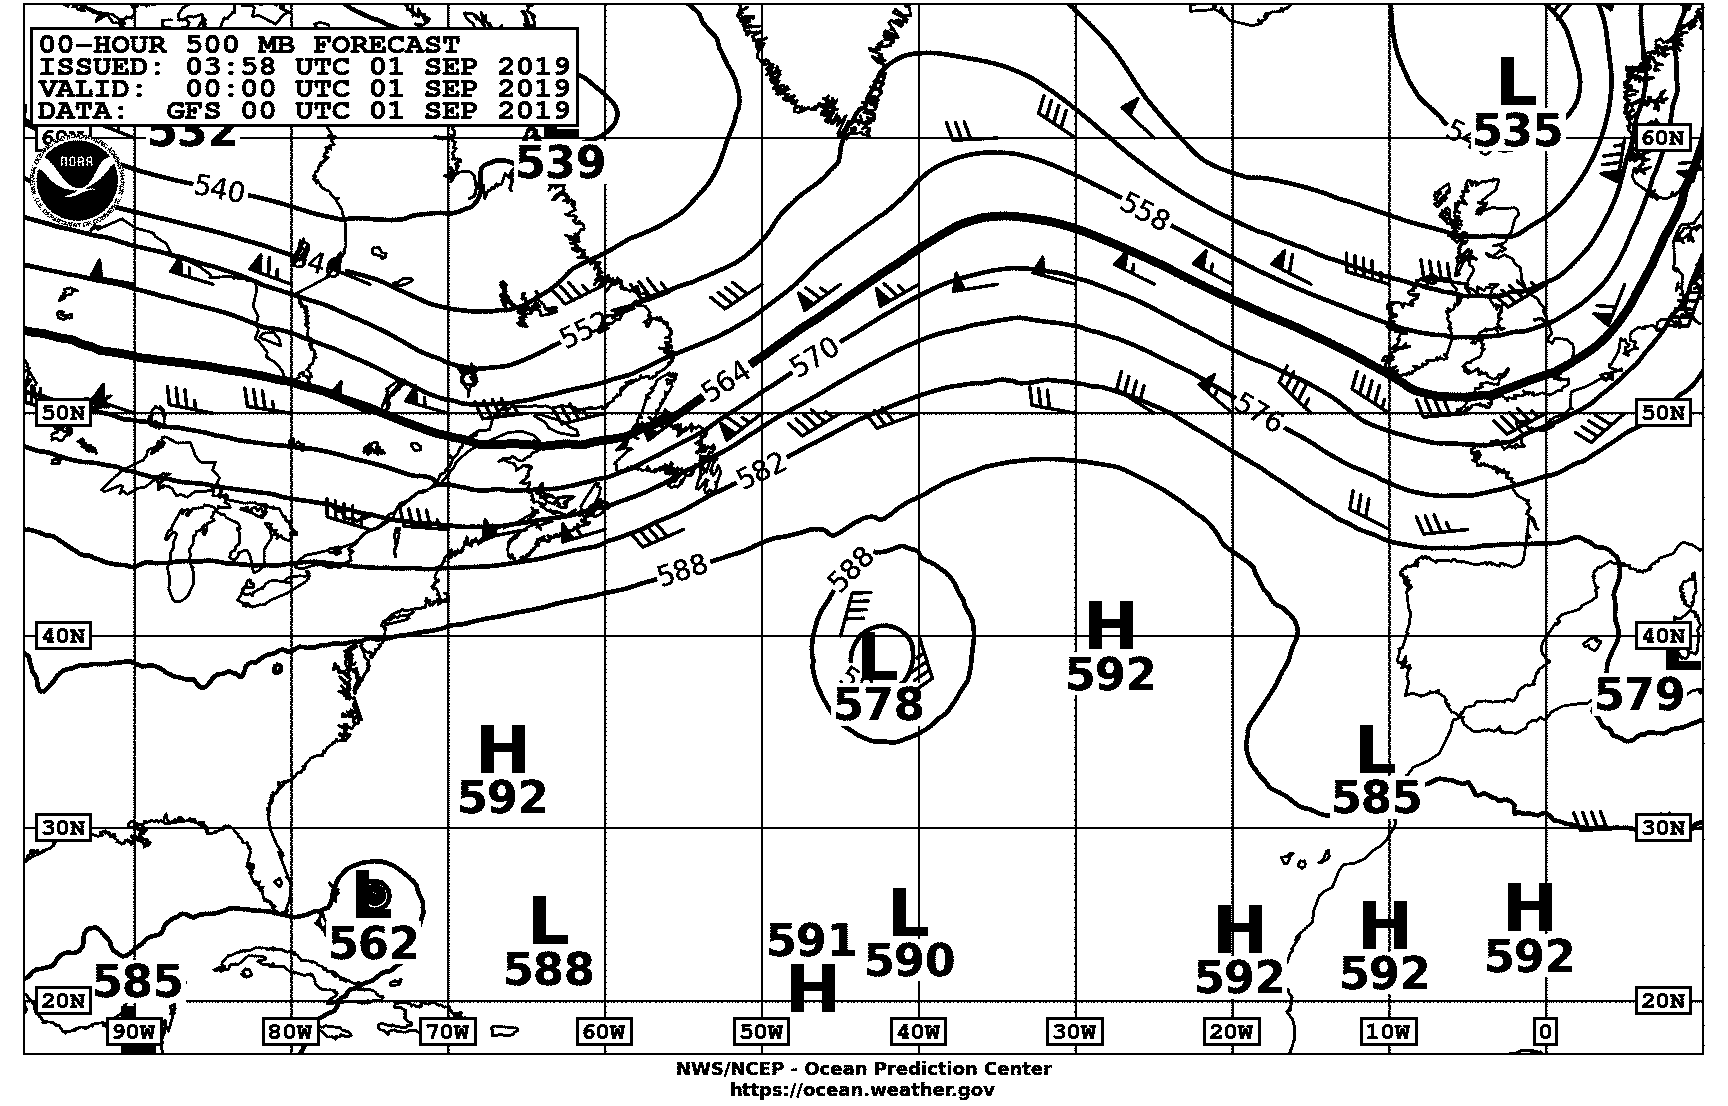 00-HOUR 500 MB FORECAST
ISSUED: 03:58 UTC 01 SEP 2019
VALID: 00:00 UTC 01 SEP 2019
DATA: GFS 00 UTC 01 SEP 2019
532
L
535
60N
539
NOAA
540
558
552
564
570
50N
50N
576
582
588
588
H
592
L
578
40N
40N
L
579
H
592
L
585
30N
30N
L
562
L
588
591
H
L
590
H
592
H
592
H
592
585
20N
20N
90W
80W
70W
60W
50W
40W
30W
20W
10W
0
NWS/NCEP - Ocean Prediction Center
https://ocean.weather.gov